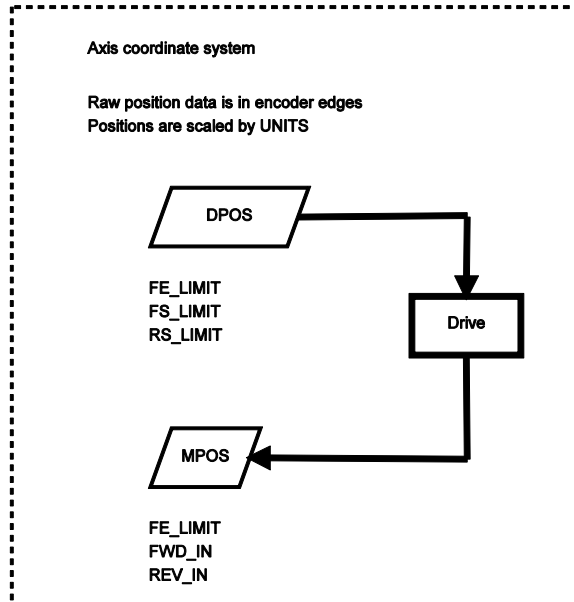 Axis coordinate system
Raw position data is in encoder edges
Positions are scaled by UNITS
DPOS
FE_LIMIT
FS_LIMIT
RS_LIMIT
Drive
MPOS
FE_LIMIT
FWD_IN
REV_IN